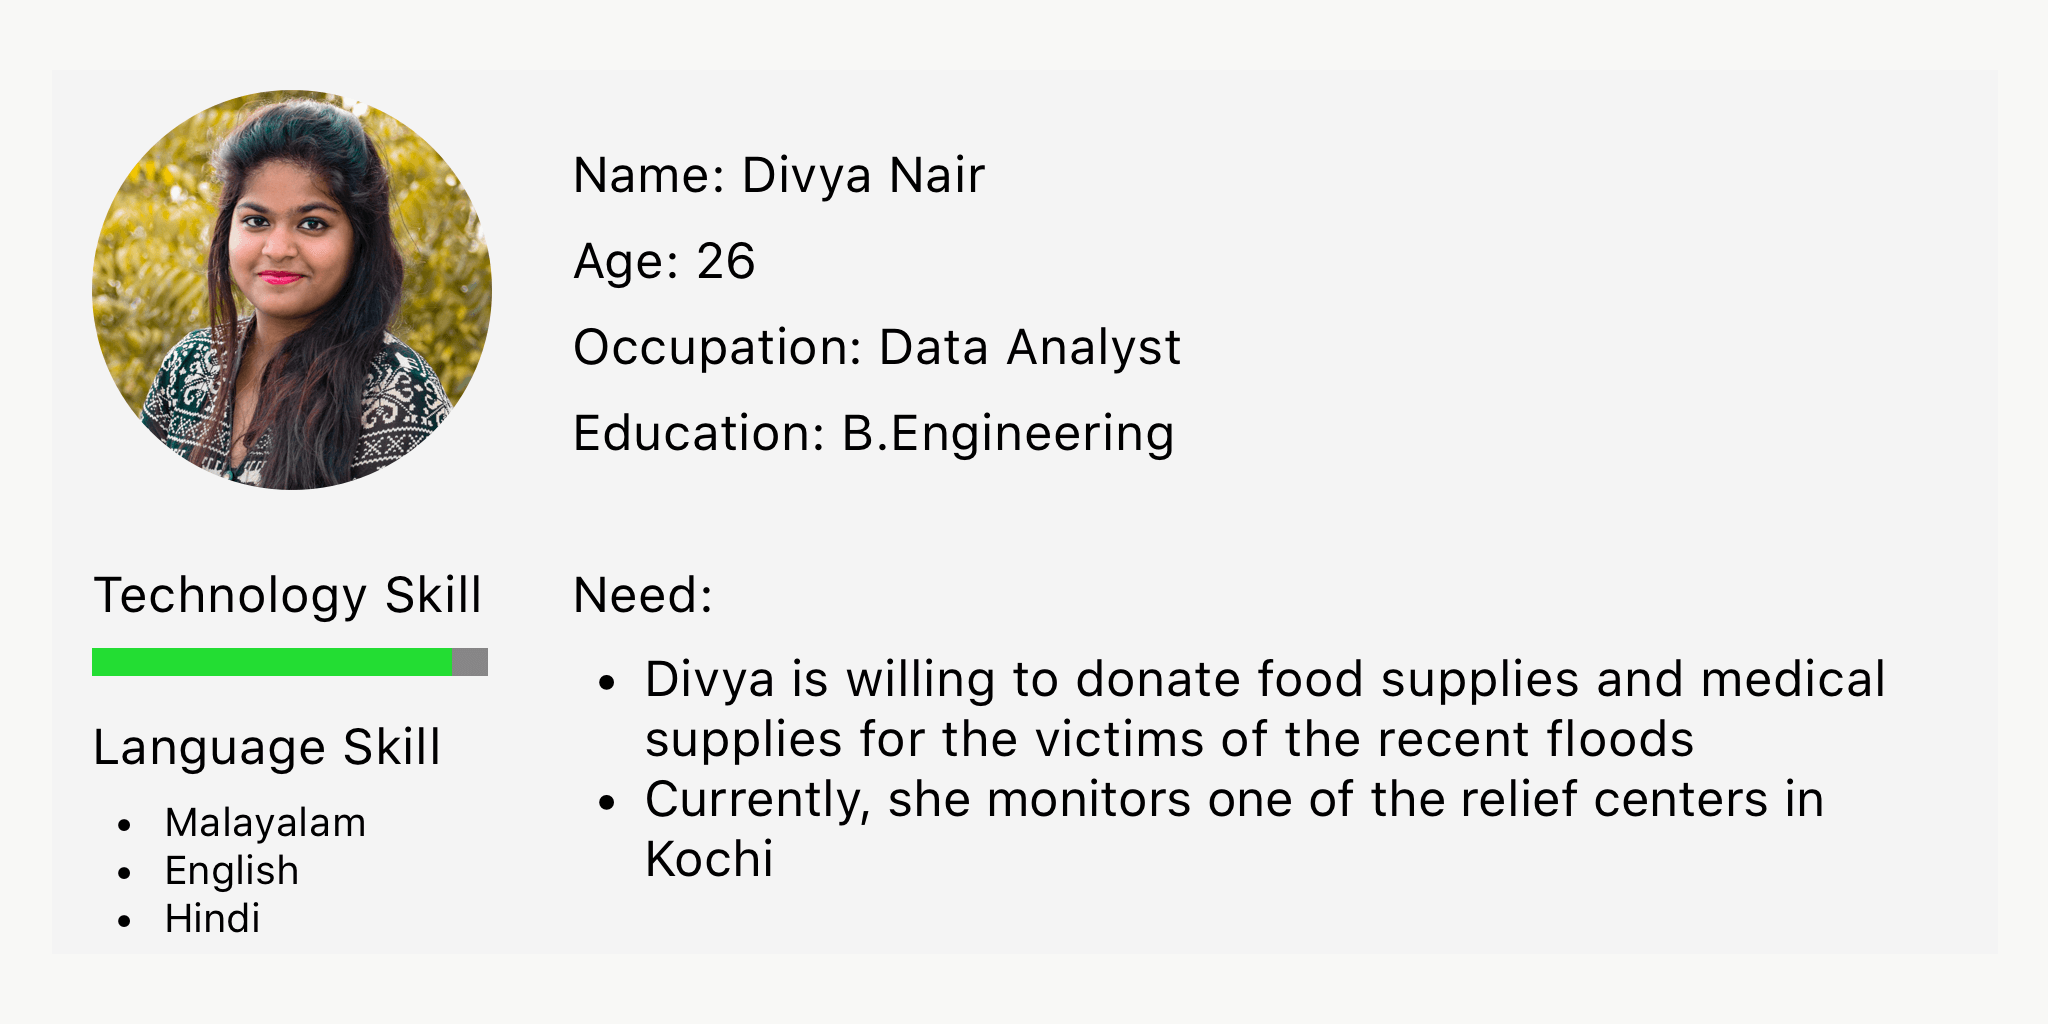 Name: Divya Nair
Age: 26
Occupation: Data Analyst
Education: B.Engineering
Technology Skill
Language Skill
• Malayalam
• English
• Hindi
Need:
• Divya is willing to donate food supplies and medical
supplies for the victims of the recent floods
• Currently, she monitors one of the relief centers in
Kochi